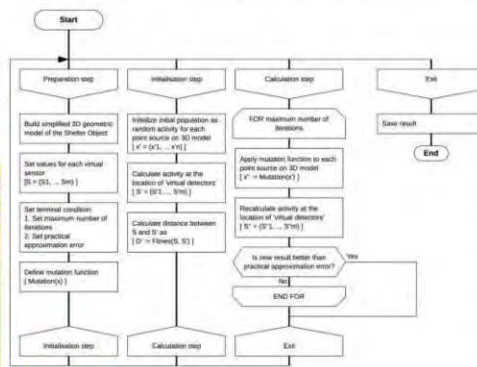 Start
Preparation step
Build simplified 3D geometric
model of the Shelter Object
Set values for each virtual
sensor
[S = (S1, ... Sm)]
Set terminal condition:
1. Set maximum number of
iterations
2. Set practical
approximation error
Define mutation function
[ Mutation(x) ]
Initialisation step
Initialisation step
Initialize initial population as
random activity for each
point source on 3D model
[ x' = (x'1, ... x'n) ]
Calculate activity at the
location of 'virtual detectors'
[ S' = (S'1, ..., S'm) ]
Calculate distance between
S and S' as
[ D' := Fitnes(S, S') ]
Calculation step
Calculation step
FOR maximum number of
iterations
Apply mutation function to each
point source on 3D model
[ x'' := Mutation(x') ]
Recalculate activity at the
location of 'virtual detectors'
[ S'' = (S''1, ..., S''m) ]
Is new result better than
practical approximation error?
Yes
No
END FOR
Exit
Exit
Save result
End